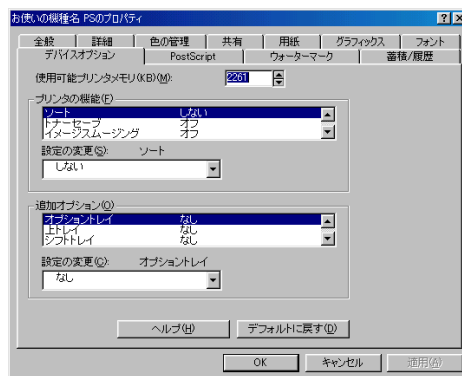 お使いの機種名 PSのプロパティ
全般 詳細 色の管理 共有 用紙 グラフィックス フォント
デバイスオプション PostScript ウォーターマーク 蓄積/履歴
使用可能プリンタメモリ(KB)(M): 2261
プリンタの機能(F)
ソート しない
トナーセーブ オフ
イメージスムージング オフ
設定の変更(S): ソート
しない
追加オプション(O)
オプショントレイ なし
上トレイ なし
シフトトレイ なし
設定の変更(C): オプショントレイ
なし
ヘルプ(H) デフォルトに戻す(D)
OK キャンセル 適用(A)